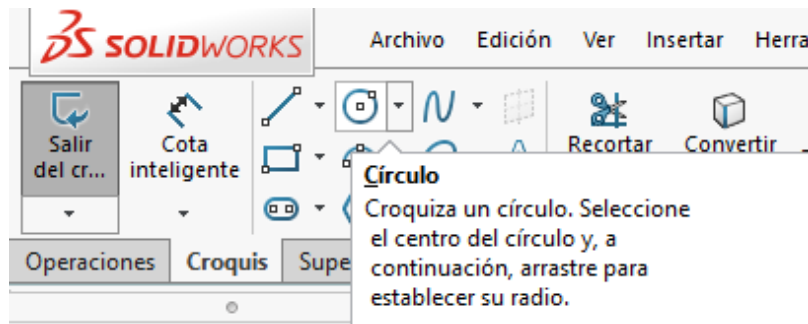 SOLIDWORKS Archivo Edición Ver Insertar Herra
Salir
del cr...
Cota
inteligente
Recortar Convertir
Círculo
Croquiza un círculo. Seleccione
el centro del círculo y, a
continuación, arrastre para
establecer su radio.
Operaciones Croquis Supe